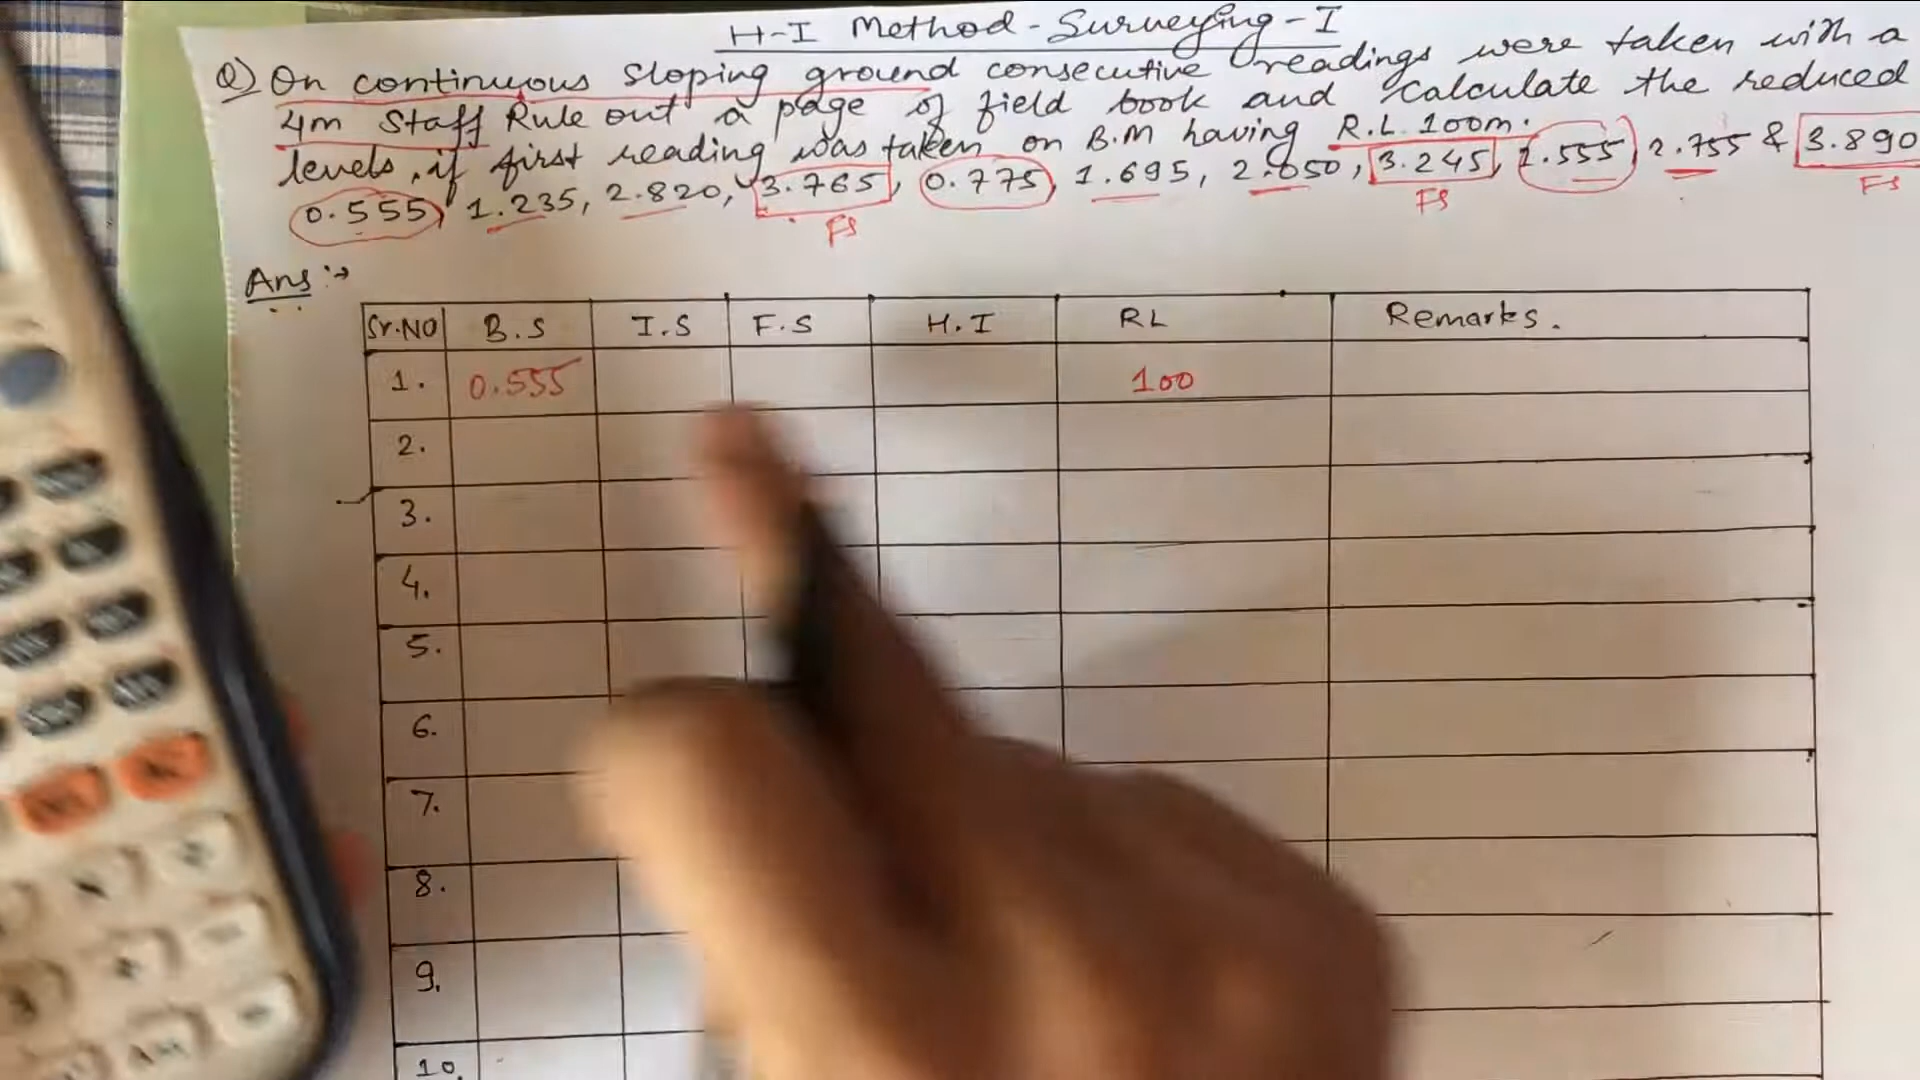 H-I Method - Surveying - I
Q) On continuous sloping ground consecutive readings were taken with a
4m Staff Rule out a page of field book and calculate the reduced
levels, if first reading was taken on B.M having R.L. 100m.
0.555, 1.235, 2.820, 3.765, 0.775, 1.695, 2.050, 3.245, 1.555, 2.755 & 3.890
FS FS FS
Ans :→
Sr.NO B.S I.S F.S H.I RL Remarks.
1. 0.555 100
2.
3.
4.
5.
6.
7.
8.
9.
10.